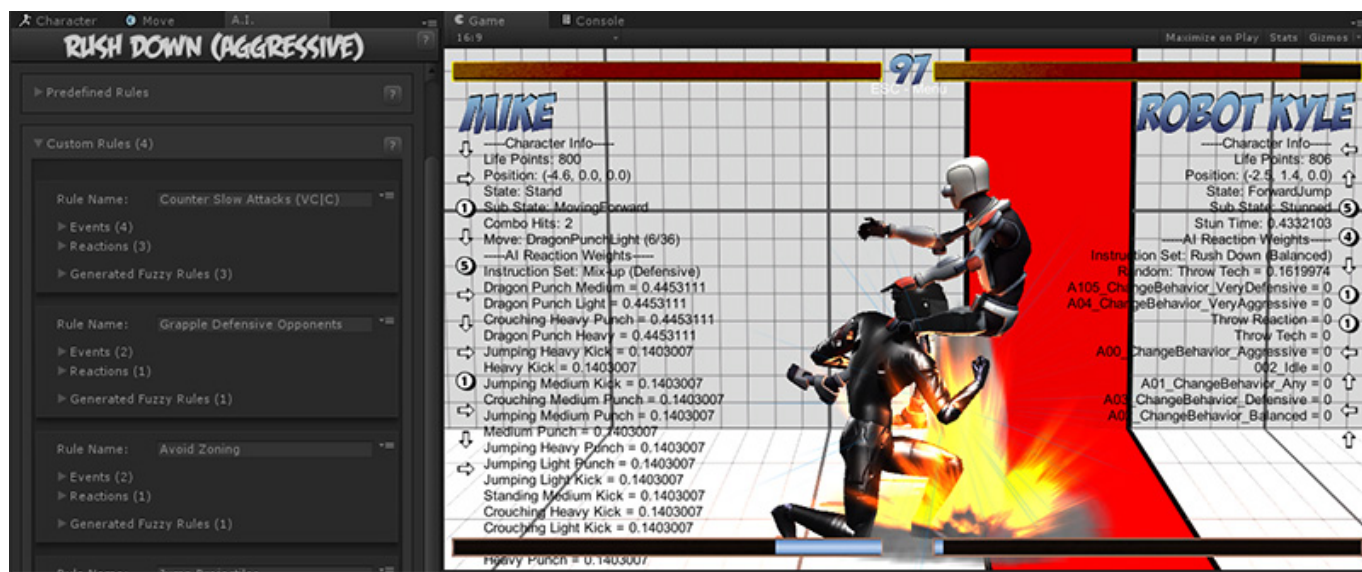 Character
Move
A.I.
RUSH DOWN (AGGRESSIVE)
?
Predefined Rules
?
Custom Rules (4)
?
Rule Name: Counter Slow Attacks (VC|C)
Events (4)
Reactions (3)
Generated Fuzzy Rules (3)
Rule Name: Grapple Defensive Opponents
Events (2)
Reactions (1)
Generated Fuzzy Rules (1)
Rule Name: Avoid Zoning
Events (2)
Reactions (1)
Generated Fuzzy Rules (1)
Game
Console
16:9
Maximize on Play Stats Gizmos
97
ESC - Menu
MIKE
----Character Info----
Life Points: 800
Position: (-4.6, 0.0, 0.0)
State: Stand
1 Sub State: MovingForward
Combo Hits: 2
Move: DragonPunchLight (6/36)
----AI Reaction Weights----
5 Instruction Set: Mix-up (Defensive)
Dragon Punch Medium = 0.4453111
Dragon Punch Light = 0.4453111
Crouching Heavy Punch = 0.4453111
Dragon Punch Heavy = 0.4453111
Jumping Heavy Kick = 0.1403007
Heavy Kick = 0.1403007
1 Jumping Medium Kick = 0.1403007
Crouching Medium Punch = 0.1403007
Jumping Medium Punch = 0.1403007
Medium Punch = 0.1403007
Jumping Heavy Punch = 0.1403007
Jumping Light Punch = 0.1403007
Jumping Light Kick = 0.1403007
Standing Medium Kick = 0.1403007
Crouching Heavy Kick = 0.1403007
Crouching Light Kick = 0.1403007
Heavy Punch = 0.1403007
ROBOT KYLE
----Character Info----
Life Points: 806
Position: (-2.5, 1.4, 0.0)
State: ForwardJump
Sub State: Stunned 5
Stun Time: 0.4332103
----AI Reaction Weights---- 4
Instruction Set: Rush Down (Balanced)
Random: Throw Tech = 0.1619974
A105_ChangeBehavior_VeryDefensive = 0 1
A04_ChangeBehavior_VeryAggressive = 0
Throw Reaction = 0 1
Throw Tech = 0
A00_ChangeBehavior_Aggressive = 0
002_Idle = 0
A01_ChangeBehavior_Any = 0
A03_ChangeBehavior_Defensive = 0
ChangeBehavior_Balanced = 0